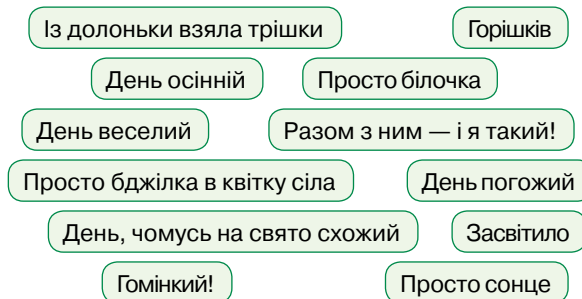 Із долоньки взяла трішки
Горішків
День осінній
Просто білочка
День веселий
Разом з ним — і я такий!
Просто бджілка в квітку сіла
День погожий
День, чомусь на свято схожий
Засвітило
Гомінкий!
Просто сонце